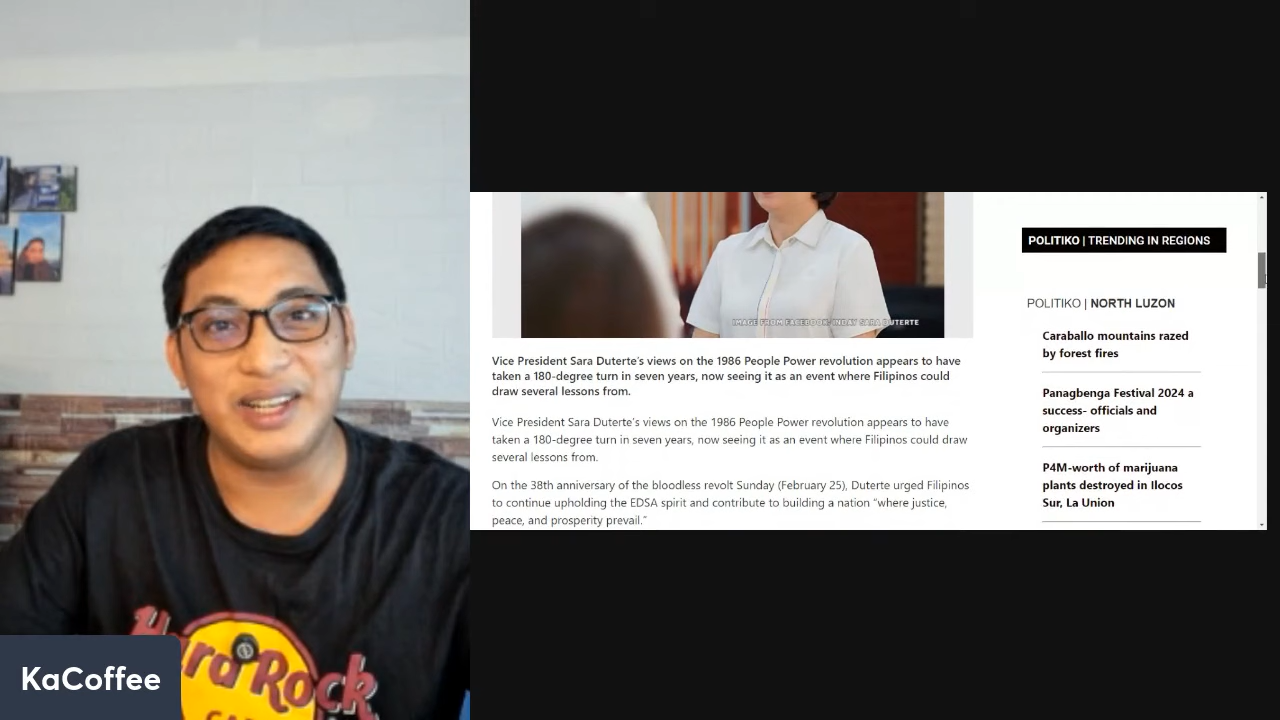 KaCoffee
Hard Rock
CAFE
IMAGE FROM FACEBOOK: INDAY SARA DUTERTE
Vice President Sara Duterte's views on the 1986 People Power revolution appears to have
taken a 180-degree turn in seven years, now seeing it as an event where Filipinos could
draw several lessons from.
Vice President Sara Duterte's views on the 1986 People Power revolution appears to have
taken a 180-degree turn in seven years, now seeing it as an event where Filipinos could draw
several lessons from.
On the 38th anniversary of the bloodless revolt Sunday (February 25), Duterte urged Filipinos
to continue upholding the EDSA spirit and contribute to building a nation "where justice,
peace, and prosperity prevail."
POLITIKO | TRENDING IN REGIONS
POLITIKO | NORTH LUZON
Caraballo mountains razed
by forest fires
Panagbenga Festival 2024 a
success- officials and
organizers
P4M-worth of marijuana
plants destroyed in Ilocos
Sur, La Union